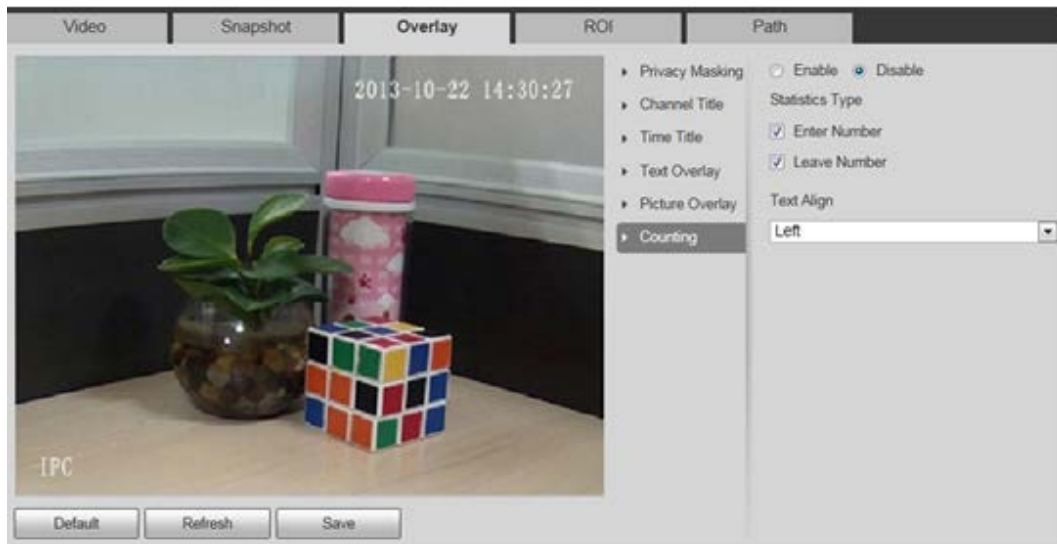 Video
Snapshot
Overlay
ROI
Path
2013-10-22 14:30:27
IPC
Privacy Masking
Channel Title
Time Title
Text Overlay
Picture Overlay
Counting
Enable
Disable
Statistics Type
Enter Number
Leave Number
Text Align
Left
Default
Refresh
Save